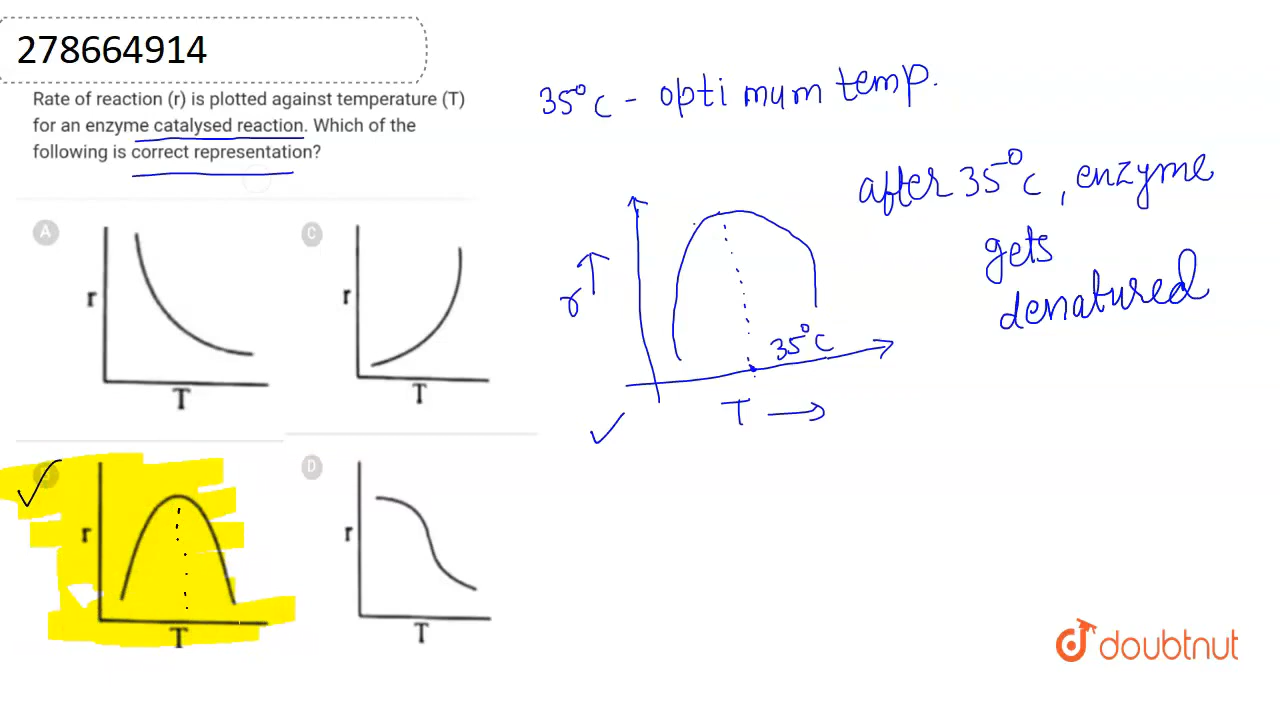 278664914
Rate of reaction (r) is plotted against temperature (T)
for an enzyme catalysed reaction. Which of the
following is correct representation?
A
r
T
C
r
T
r
T
D
r
T
35°C - optimum temp.
after 35°C, enzyme
gets
denatured
r
35°C
T
doubtnut